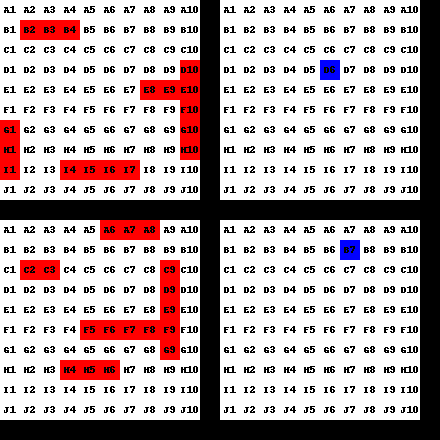 A1 A2 A3 A4 A5 A6 A7 A8 A9 A10
B1 B2 B3 B4 B5 B6 B7 B8 B9 B10
C1 C2 C3 C4 C5 C6 C7 C8 C9 C10
D1 D2 D3 D4 D5 D6 D7 D8 D9 D10
E1 E2 E3 E4 E5 E6 E7 E8 E9 E10
F1 F2 F3 F4 F5 F6 F7 F8 F9 F10
G1 G2 G3 G4 G5 G6 G7 G8 G9 G10
H1 H2 H3 H4 H5 H6 H7 H8 H9 H10
I1 I2 I3 I4 I5 I6 I7 I8 I9 I10
J1 J2 J3 J4 J5 J6 J7 J8 J9 J10
A1 A2 A3 A4 A5 A6 A7 A8 A9 A10
B1 B2 B3 B4 B5 B6 B7 B8 B9 B10
C1 C2 C3 C4 C5 C6 C7 C8 C9 C10
D1 D2 D3 D4 D5 D6 D7 D8 D9 D10
E1 E2 E3 E4 E5 E6 E7 E8 E9 E10
F1 F2 F3 F4 F5 F6 F7 F8 F9 F10
G1 G2 G3 G4 G5 G6 G7 G8 G9 G10
H1 H2 H3 H4 H5 H6 H7 H8 H9 H10
I1 I2 I3 I4 I5 I6 I7 I8 I9 I10
J1 J2 J3 J4 J5 J6 J7 J8 J9 J10
A1 A2 A3 A4 A5 A6 A7 A8 A9 A10
B1 B2 B3 B4 B5 B6 B7 B8 B9 B10
C1 C2 C3 C4 C5 C6 C7 C8 C9 C10
D1 D2 D3 D4 D5 D6 D7 D8 D9 D10
E1 E2 E3 E4 E5 E6 E7 E8 E9 E10
F1 F2 F3 F4 F5 F6 F7 F8 F9 F10
G1 G2 G3 G4 G5 G6 G7 G8 G9 G10
H1 H2 H3 H4 H5 H6 H7 H8 H9 H10
I1 I2 I3 I4 I5 I6 I7 I8 I9 I10
J1 J2 J3 J4 J5 J6 J7 J8 J9 J10
A1 A2 A3 A4 A5 A6 A7 A8 A9 A10
B1 B2 B3 B4 B5 B6 B7 B8 B9 B10
C1 C2 C3 C4 C5 C6 C7 C8 C9 C10
D1 D2 D3 D4 D5 D6 D7 D8 D9 D10
E1 E2 E3 E4 E5 E6 E7 E8 E9 E10
F1 F2 F3 F4 F5 F6 F7 F8 F9 F10
G1 G2 G3 G4 G5 G6 G7 G8 G9 G10
H1 H2 H3 H4 H5 H6 H7 H8 H9 H10
I1 I2 I3 I4 I5 I6 I7 I8 I9 I10
J1 J2 J3 J4 J5 J6 J7 J8 J9 J10